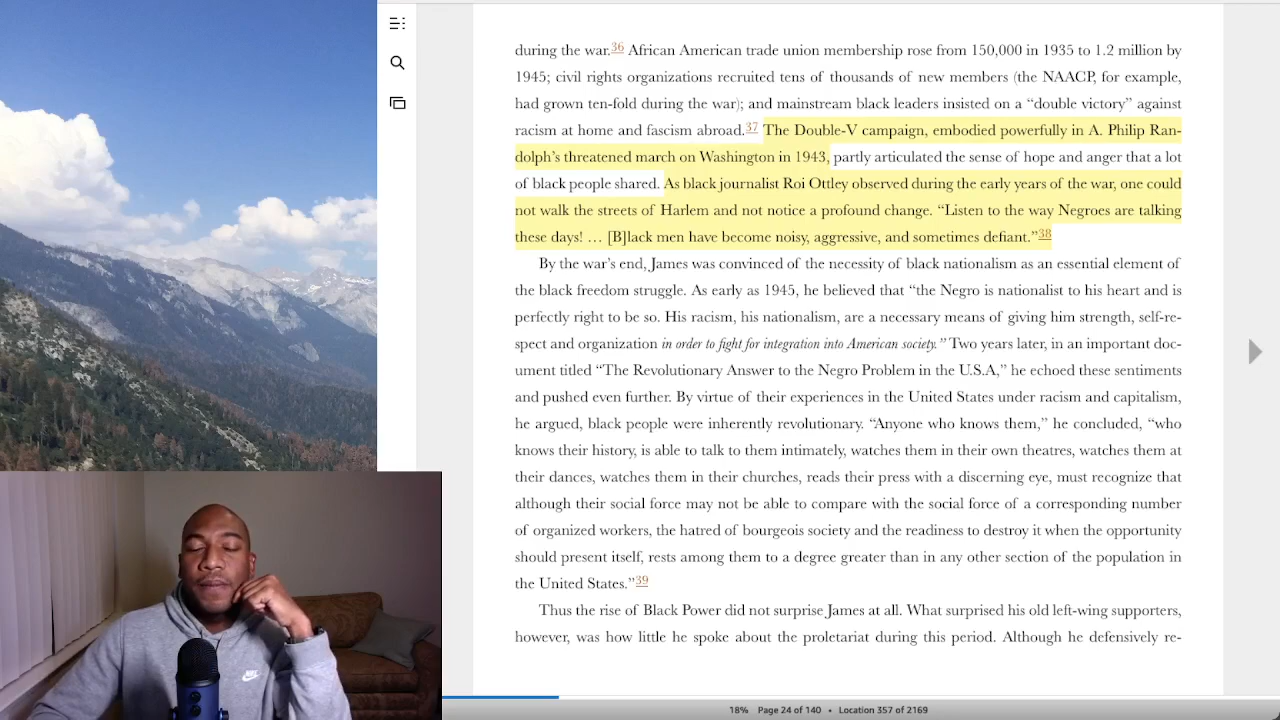 during the war.36 African American trade union membership rose from 150,000 in 1935 to 1.2 million by
1945; civil rights organizations recruited tens of thousands of new members (the NAACP, for example,
had grown ten-fold during the war); and mainstream black leaders insisted on a “double victory” against
racism at home and fascism abroad.37 The Double-V campaign, embodied powerfully in A. Philip Ran-
dolph’s threatened march on Washington in 1943, partly articulated the sense of hope and anger that a lot
of black people shared. As black journalist Roi Ottley observed during the early years of the war, one could
not walk the streets of Harlem and not notice a profound change. “Listen to the way Negroes are talking
these days! … [B]lack men have become noisy, aggressive, and sometimes defiant.”38
By the war’s end, James was convinced of the necessity of black nationalism as an essential element of
the black freedom struggle. As early as 1945, he believed that “the Negro is nationalist to his heart and is
perfectly right to be so. His racism, his nationalism, are a necessary means of giving him strength, self-re-
spect and organization in order to fight for integration into American society.” Two years later, in an important doc-
ument titled “The Revolutionary Answer to the Negro Problem in the U.S.A,” he echoed these sentiments
and pushed even further. By virtue of their experiences in the United States under racism and capitalism,
he argued, black people were inherently revolutionary. “Anyone who knows them,” he concluded, “who
knows their history, is able to talk to them intimately, watches them in their own theatres, watches them at
their dances, watches them in their churches, reads their press with a discerning eye, must recognize that
although their social force may not be able to compare with the social force of a corresponding number
of organized workers, the hatred of bourgeois society and the readiness to destroy it when the opportunity
should present itself, rests among them to a degree greater than in any other section of the population in
the United States.”39
Thus the rise of Black Power did not surprise James at all. What surprised his old left-wing supporters,
however, was how little he spoke about the proletariat during this period. Although he defensively re-
18% Page 24 of 140 • Location 357 of 2169